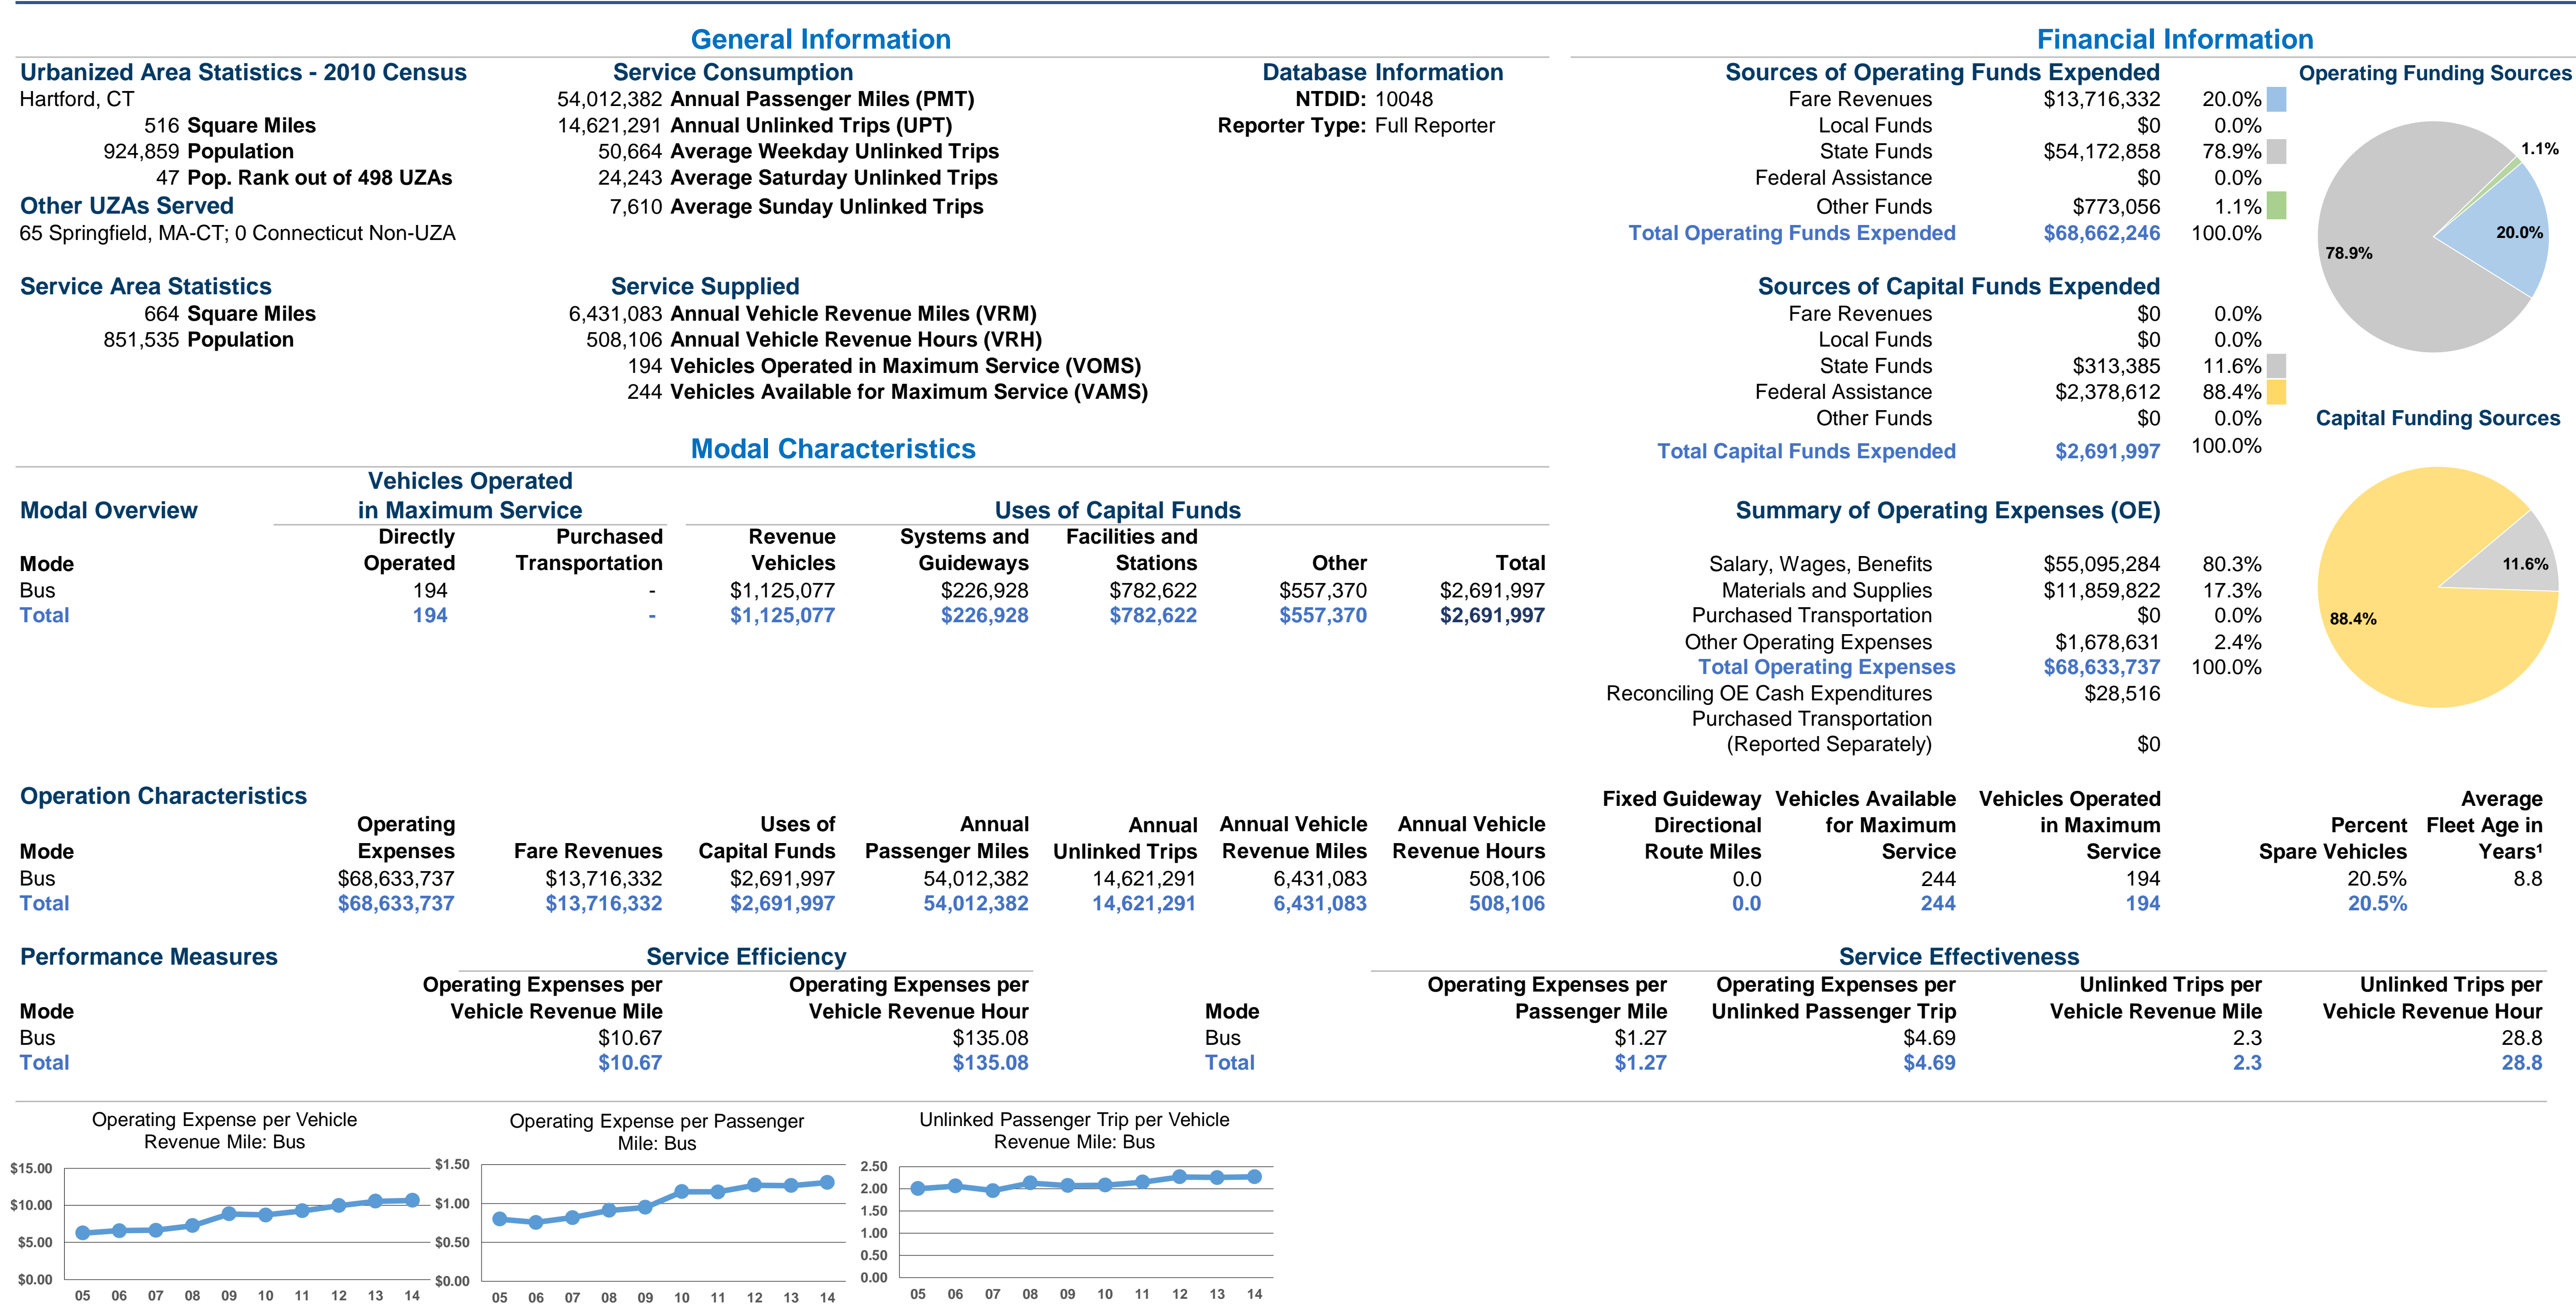 General Information
Urbanized Area Statistics - 2010 Census
Hartford, CT
516 Square Miles
924,859 Population
47 Pop. Rank out of 498 UZAs
Other UZAs Served
65 Springfield, MA-CT; 0 Connecticut Non-UZA
Service Area Statistics
664 Square Miles
851,535 Population
Service Consumption
54,012,382 Annual Passenger Miles (PMT)
14,621,291 Annual Unlinked Trips (UPT)
50,664 Average Weekday Unlinked Trips
24,243 Average Saturday Unlinked Trips
7,610 Average Sunday Unlinked Trips
Service Supplied
6,431,083 Annual Vehicle Revenue Miles (VRM)
508,106 Annual Vehicle Revenue Hours (VRH)
194 Vehicles Operated in Maximum Service (VOMS)
244 Vehicles Available for Maximum Service (VAMS)
Database Information
NTDID: 10048
Reporter Type: Full Reporter
Financial Information
Sources of Operating Funds Expended
Fare Revenues $13,716,332 20.0%
Local Funds $0 0.0%
State Funds $54,172,858 78.9%
Federal Assistance $0 0.0%
Other Funds $773,056 1.1%
Total Operating Funds Expended $68,662,246 100.0%
Sources of Capital Funds Expended
Fare Revenues $0 0.0%
Local Funds $0 0.0%
State Funds $313,385 11.6%
Federal Assistance $2,378,612 88.4%
Other Funds $0 0.0%
Total Capital Funds Expended $2,691,997 100.0%
Operating Funding Sources
1.1%
20.0%
78.9%
Capital Funding Sources
11.6%
88.4%
Summary of Operating Expenses (OE)
Salary, Wages, Benefits $55,095,284 80.3%
Materials and Supplies $11,859,822 17.3%
Purchased Transportation $0 0.0%
Other Operating Expenses $1,678,631 2.4%
Total Operating Expenses $68,633,737 100.0%
Reconciling OE Cash Expenditures $28,516
Purchased Transportation
(Reported Separately) $0
Modal Characteristics
Vehicles Operated
Modal Overview in Maximum Service Uses of Capital Funds
Directly Purchased Revenue Systems and Facilities and
Mode Operated Transportation Vehicles Guideways Stations Other Total
Bus 194 - $1,125,077 $226,928 $782,622 $557,370 $2,691,997
Total 194 - $1,125,077 $226,928 $782,622 $557,370 $2,691,997
Operation Characteristics
Fixed Guideway Vehicles Available Vehicles Operated Average
Operating Uses of Annual Annual Annual Vehicle Annual Vehicle Directional for Maximum in Maximum Percent Fleet Age in
Mode Expenses Fare Revenues Capital Funds Passenger Miles Unlinked Trips Revenue Miles Revenue Hours Route Miles Service Service Spare Vehicles Years¹
Bus $68,633,737 $13,716,332 $2,691,997 54,012,382 14,621,291 6,431,083 508,106 0.0 244 194 20.5% 8.8
Total $68,633,737 $13,716,332 $2,691,997 54,012,382 14,621,291 6,431,083 508,106 0.0 244 194 20.5%
Performance Measures Service Efficiency Service Effectiveness
Operating Expenses per Operating Expenses per Operating Expenses per Operating Expenses per Unlinked Trips per Unlinked Trips per
Mode Vehicle Revenue Mile Vehicle Revenue Hour Mode Passenger Mile Unlinked Passenger Trip Vehicle Revenue Mile Vehicle Revenue Hour
Bus $10.67 $135.08 Bus $1.27 $4.69 2.3 28.8
Total $10.67 $135.08 Total $1.27 $4.69 2.3 28.8
Operating Expense per Vehicle
Revenue Mile: Bus
$15.00
$10.00
$5.00
$0.00
05 06 07 08 09 10 11 12 13 14
Operating Expense per Passenger
Mile: Bus
$1.50
$1.00
$0.50
$0.00
05 06 07 08 09 10 11 12 13 14
Unlinked Passenger Trip per Vehicle
Revenue Mile: Bus
2.50
2.00
1.50
1.00
0.50
0.00
05 06 07 08 09 10 11 12 13 14